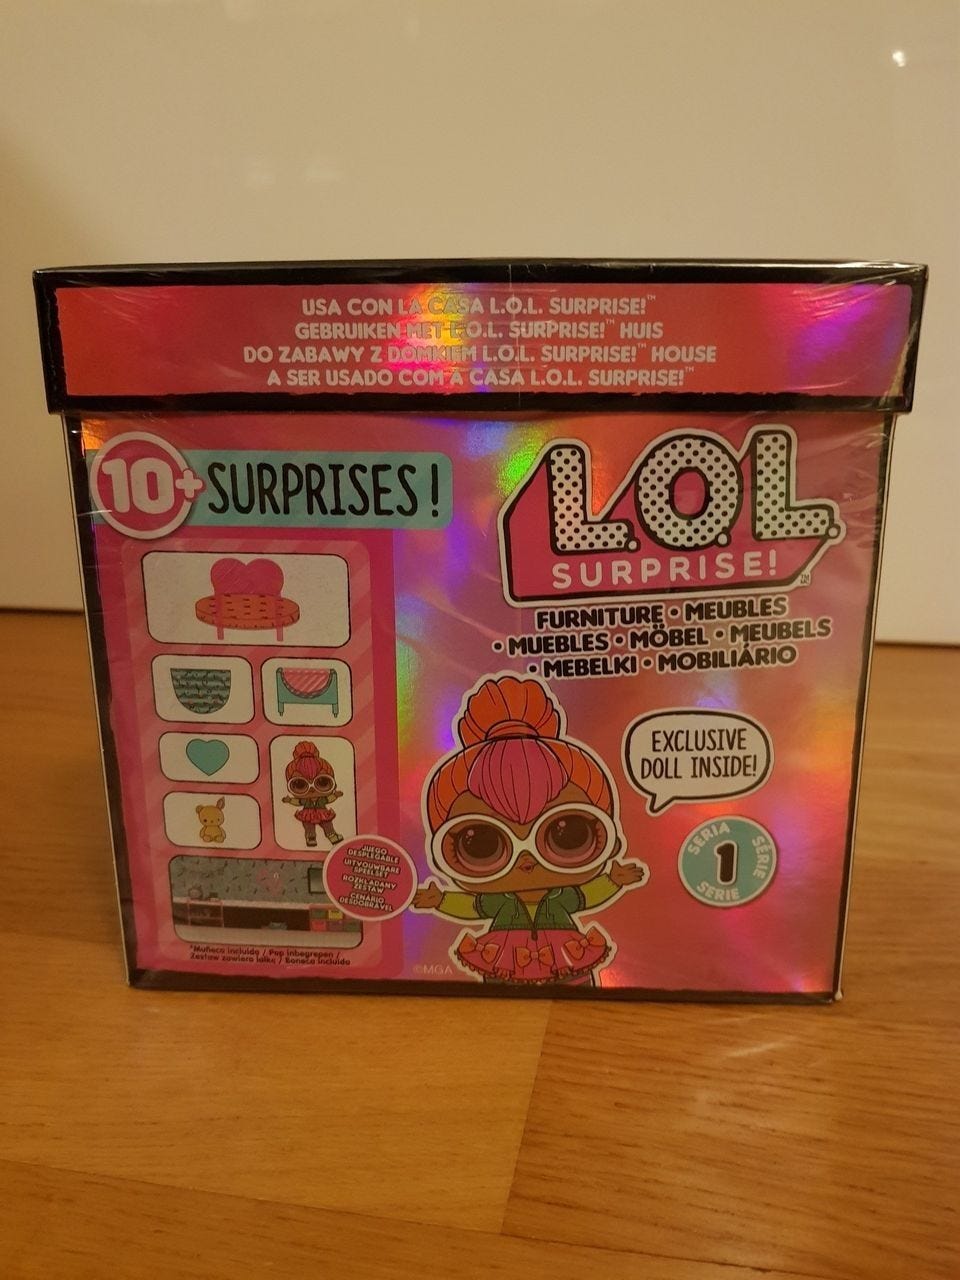 USA CON LA CASA L.O.L. SURPRISE!™
GEBRUIKEN MET L.O.L. SURPRISE!™ HUIS
DO ZABAWY Z DOMKIEM L.O.L. SURPRISE!™ HOUSE
A SER USADO COM A CASA L.O.L. SURPRISE!™
10+ SURPRISES!
L.O.L.
SURPRISE!
™
MC
FURNITURE • MEUBLES
• MUEBLES • MÖBEL • MEUBELS
• MEBELKI • MOBILIÁRIO
EXCLUSIVE
DOLL INSIDE!
SERIA
SÉRIE
1
SERIE
JUEGO
DESPLEGABLE
UITVOUWBARE
SPEELSET
ROZKŁADANY
ZESTAW
CENÁRIO
DESDOBRÁVEL
*Muñeca incluida / Pop inbegrepen /
Zestaw zawiera lalkę / Boneca incluída
©MGA